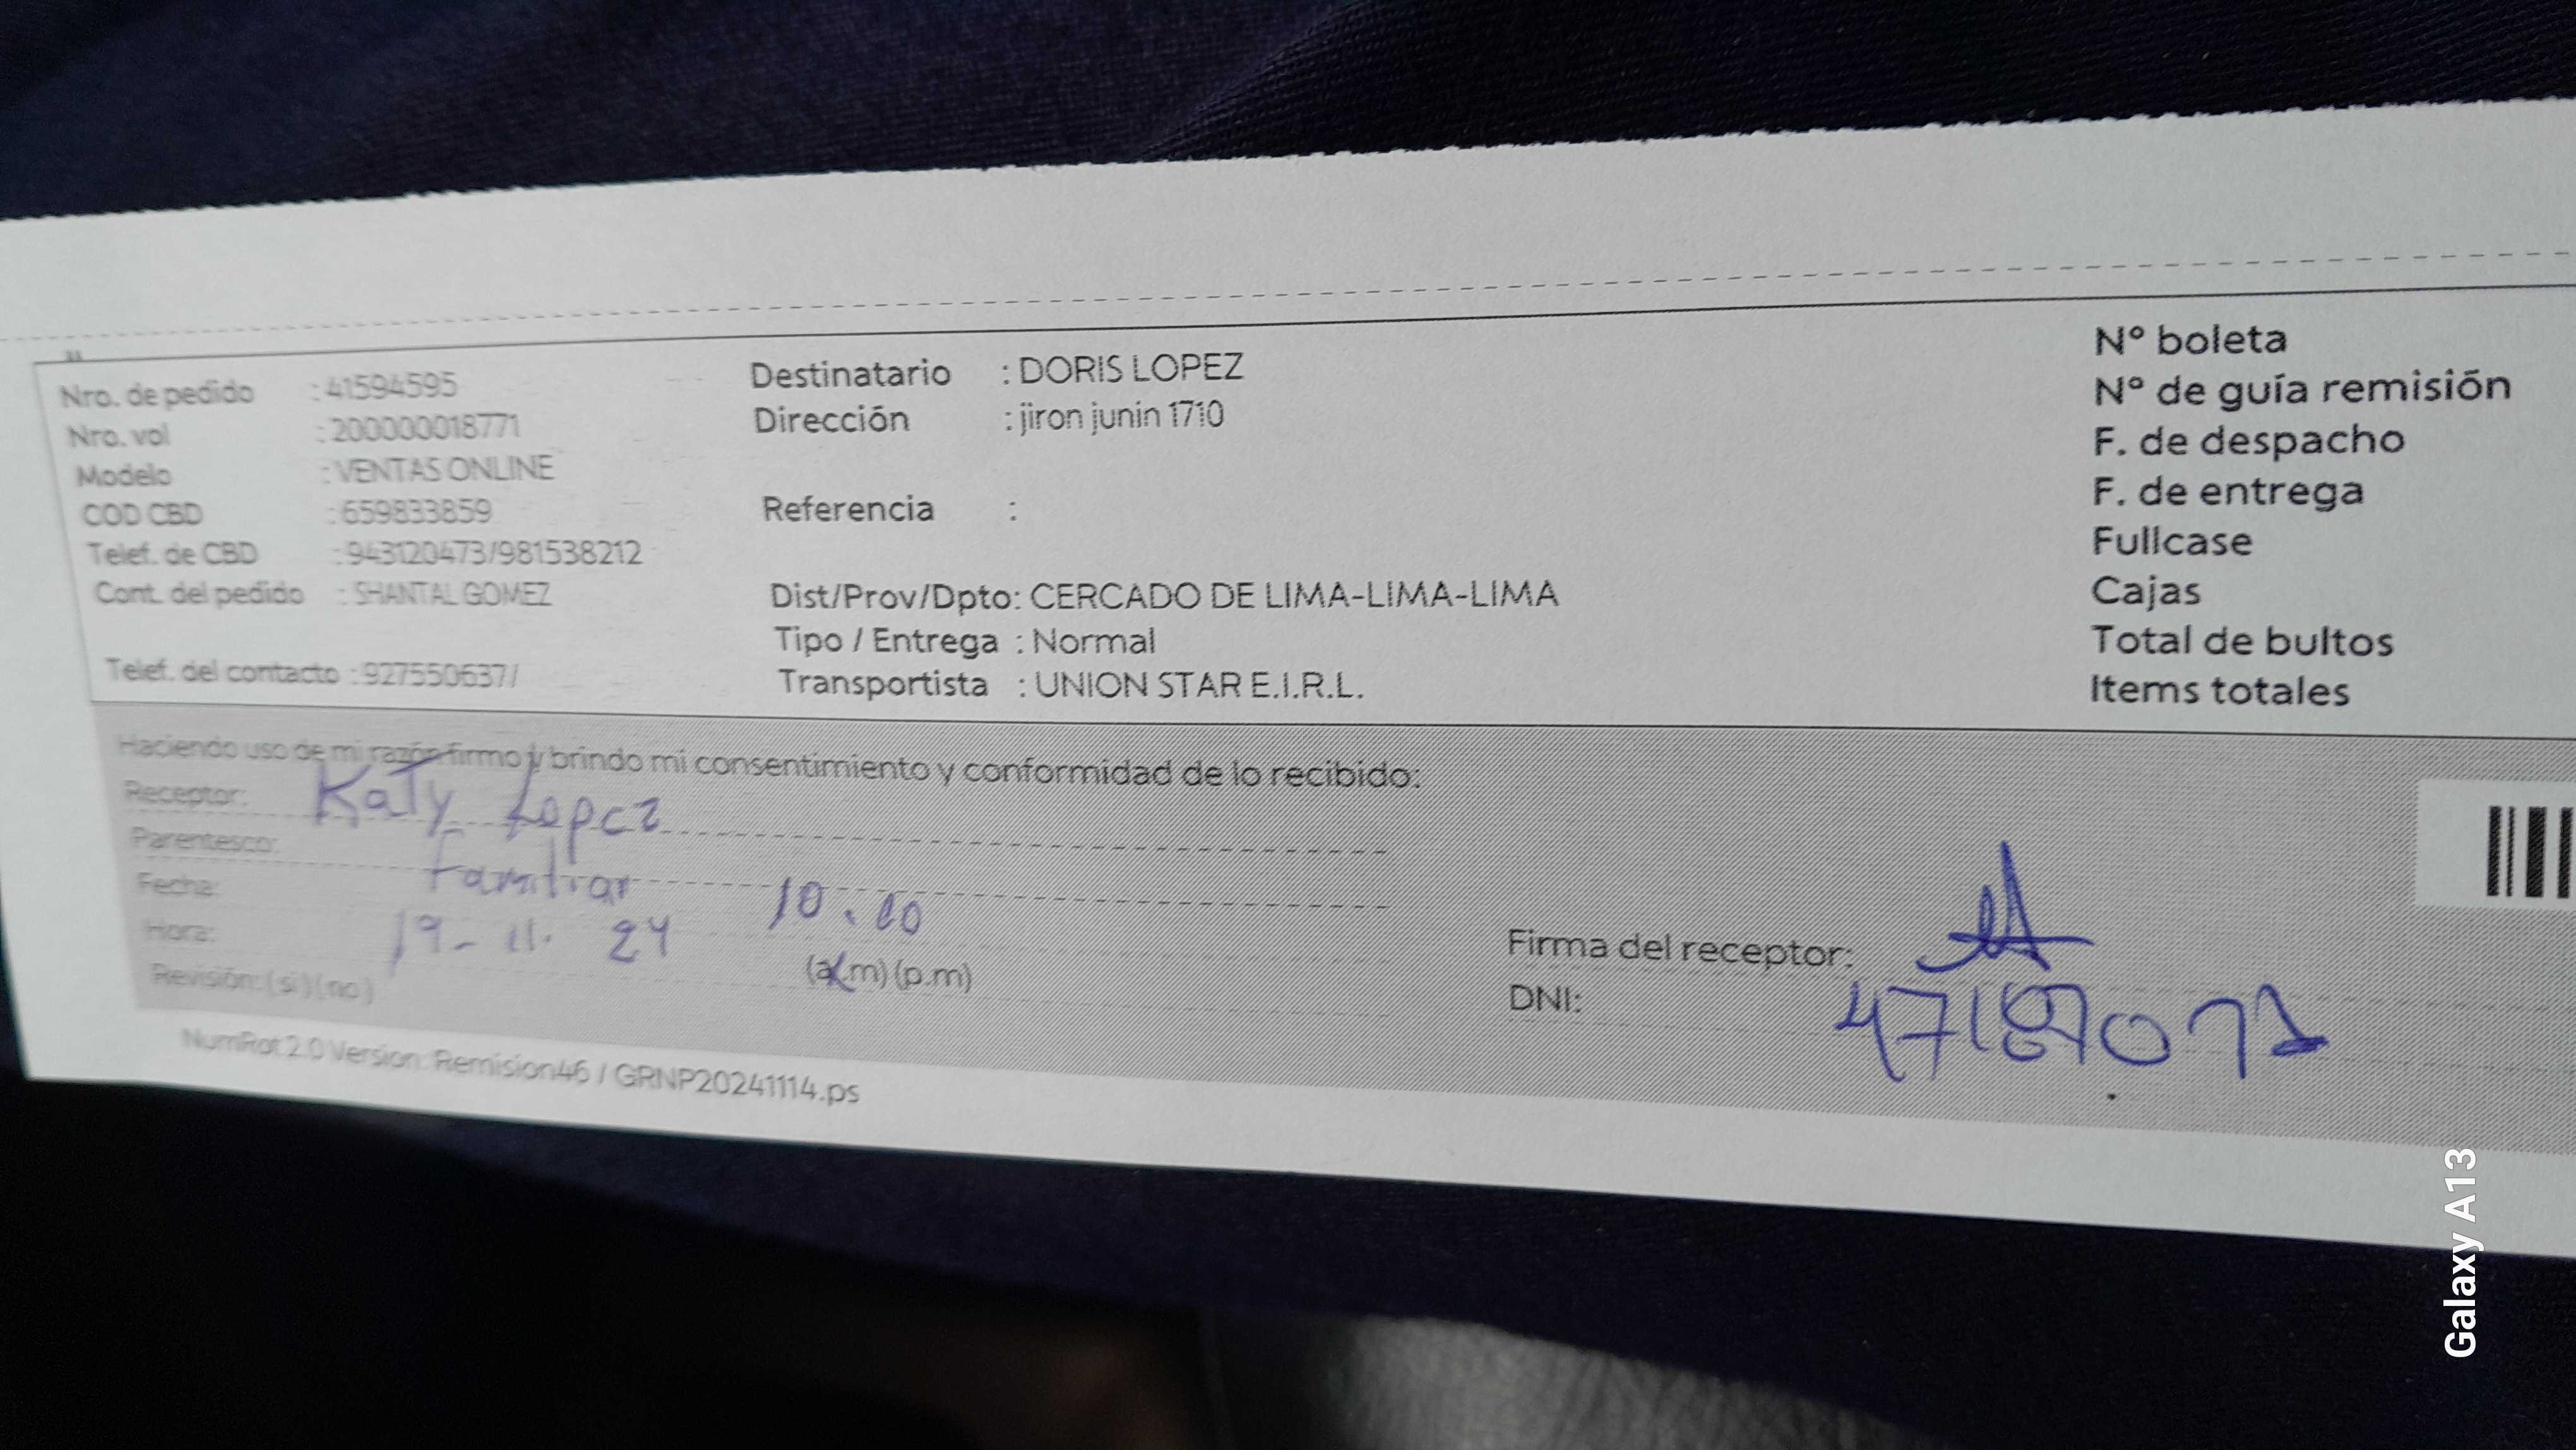 Nro. de pedido : 41594595
Nro. vol : 200000018771
Modelo : VENTAS ONLINE
COD CBD : 659833859
Telef. de CBD : 943120473/981538212
Cont. del pedido : SHANTAL GOMEZ
Telef. del contacto : 927550637/
Destinatario : DORIS LOPEZ
Dirección : jiron junin 1710
Referencia :
Dist/Prov/Dpto: CERCADO DE LIMA-LIMA-LIMA
Tipo / Entrega : Normal
Transportista : UNION STAR E.I.R.L.
Nº boleta
Nº de guía remisión
F. de despacho
F. de entrega
Fullcase
Cajas
Total de bultos
Items totales
Haciendo uso de mi razón firmo y brindo mi consentimiento y conformidad de lo recibido:
Receptor: Katy Lopez
Parentesco: Familiar
Fecha: 19-11. 24
Hora: 10.00 (a.m) (p.m)
Revisión: (si) (no)
Firma del receptor:
DNI:
NumRot 2.0 Version: Remision46 / GRNP20241114.ps
Galaxy A13